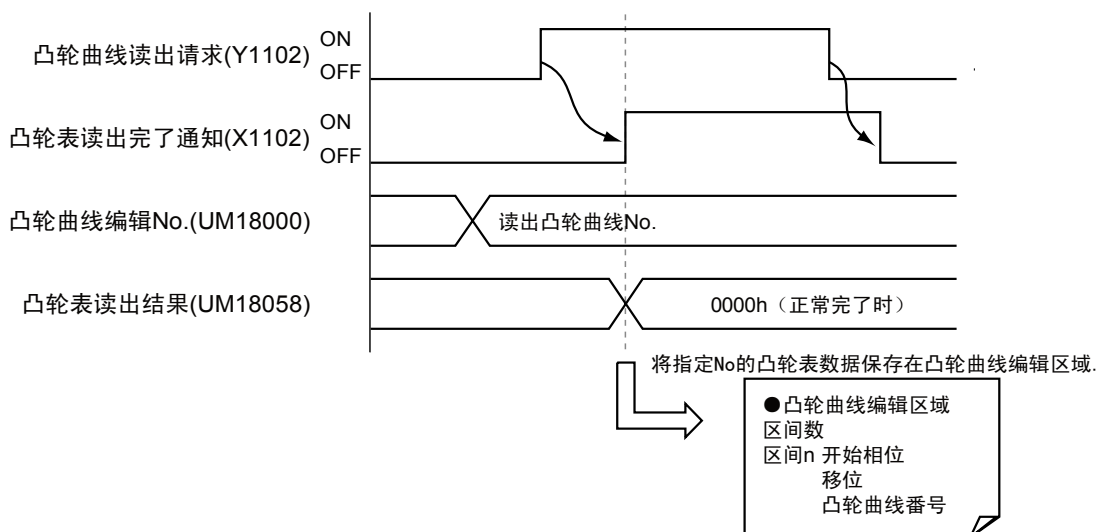 凸轮曲线读出请求(Y1102)
ON
OFF
凸轮表读出完了通知(X1102)
ON
OFF
凸轮曲线编辑No.(UM18000)
读出凸轮曲线No.
凸轮表读出结果(UM18058)
0000h（正常完了时）
将指定No的凸轮表数据保存在凸轮曲线编辑区域.
●凸轮曲线编辑区域
区间数
区间n 开始相位
移位
凸轮曲线番号